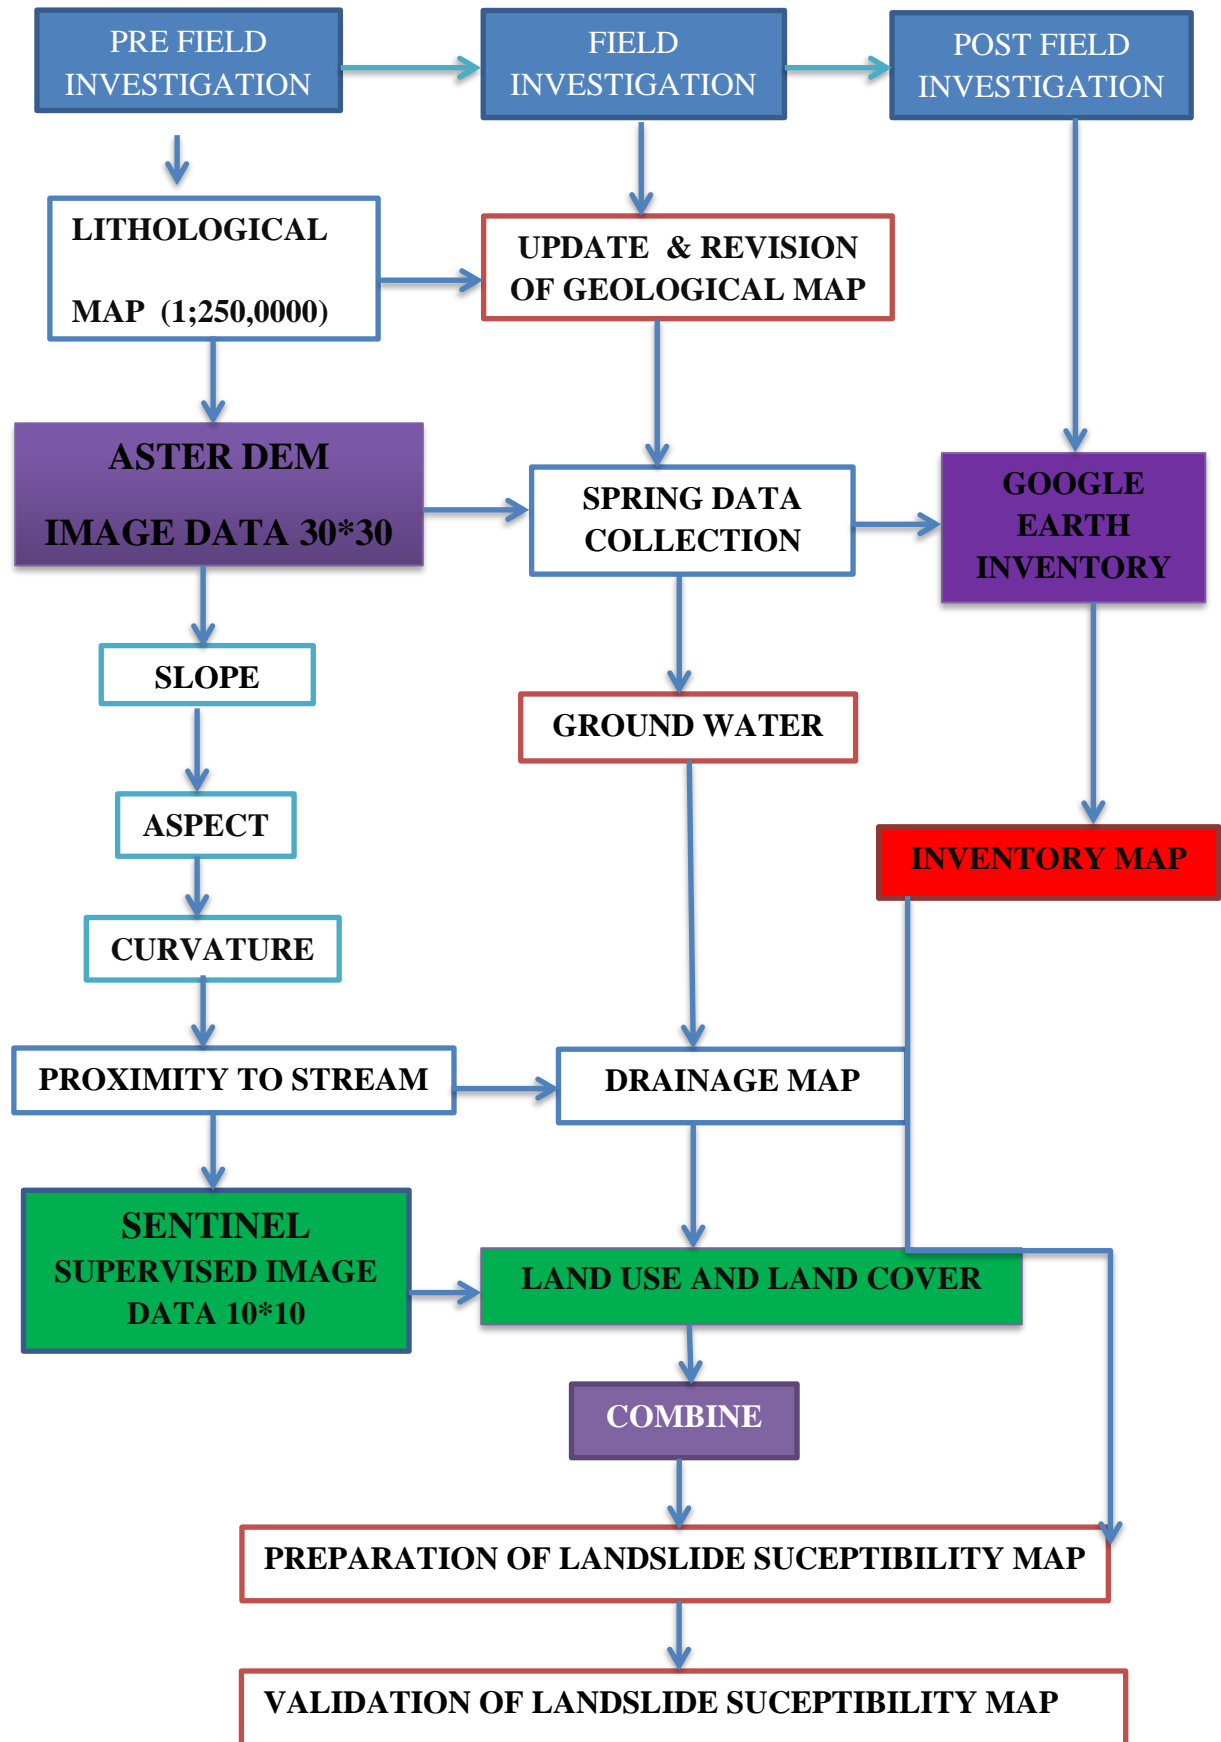 PRE FIELD
INVESTIGATION
FIELD
INVESTIGATION
POST FIELD
INVESTIGATION
LITHOLOGICAL
MAP (1;250,0000)
UPDATE & REVISION
OF GEOLOGICAL MAP
ASTER DEM
IMAGE DATA 30*30
SPRING DATA
COLLECTION
GOOGLE
EARTH
INVENTORY
SLOPE
GROUND WATER
ASPECT
INVENTORY MAP
CURVATURE
PROXIMITY TO STREAM
DRAINAGE MAP
SENTINEL
SUPERVISED IMAGE
DATA 10*10
LAND USE AND LAND COVER
COMBINE
PREPARATION OF LANDSLIDE SUCEPTIBILITY MAP
VALIDATION OF LANDSLIDE SUCEPTIBILITY MAP